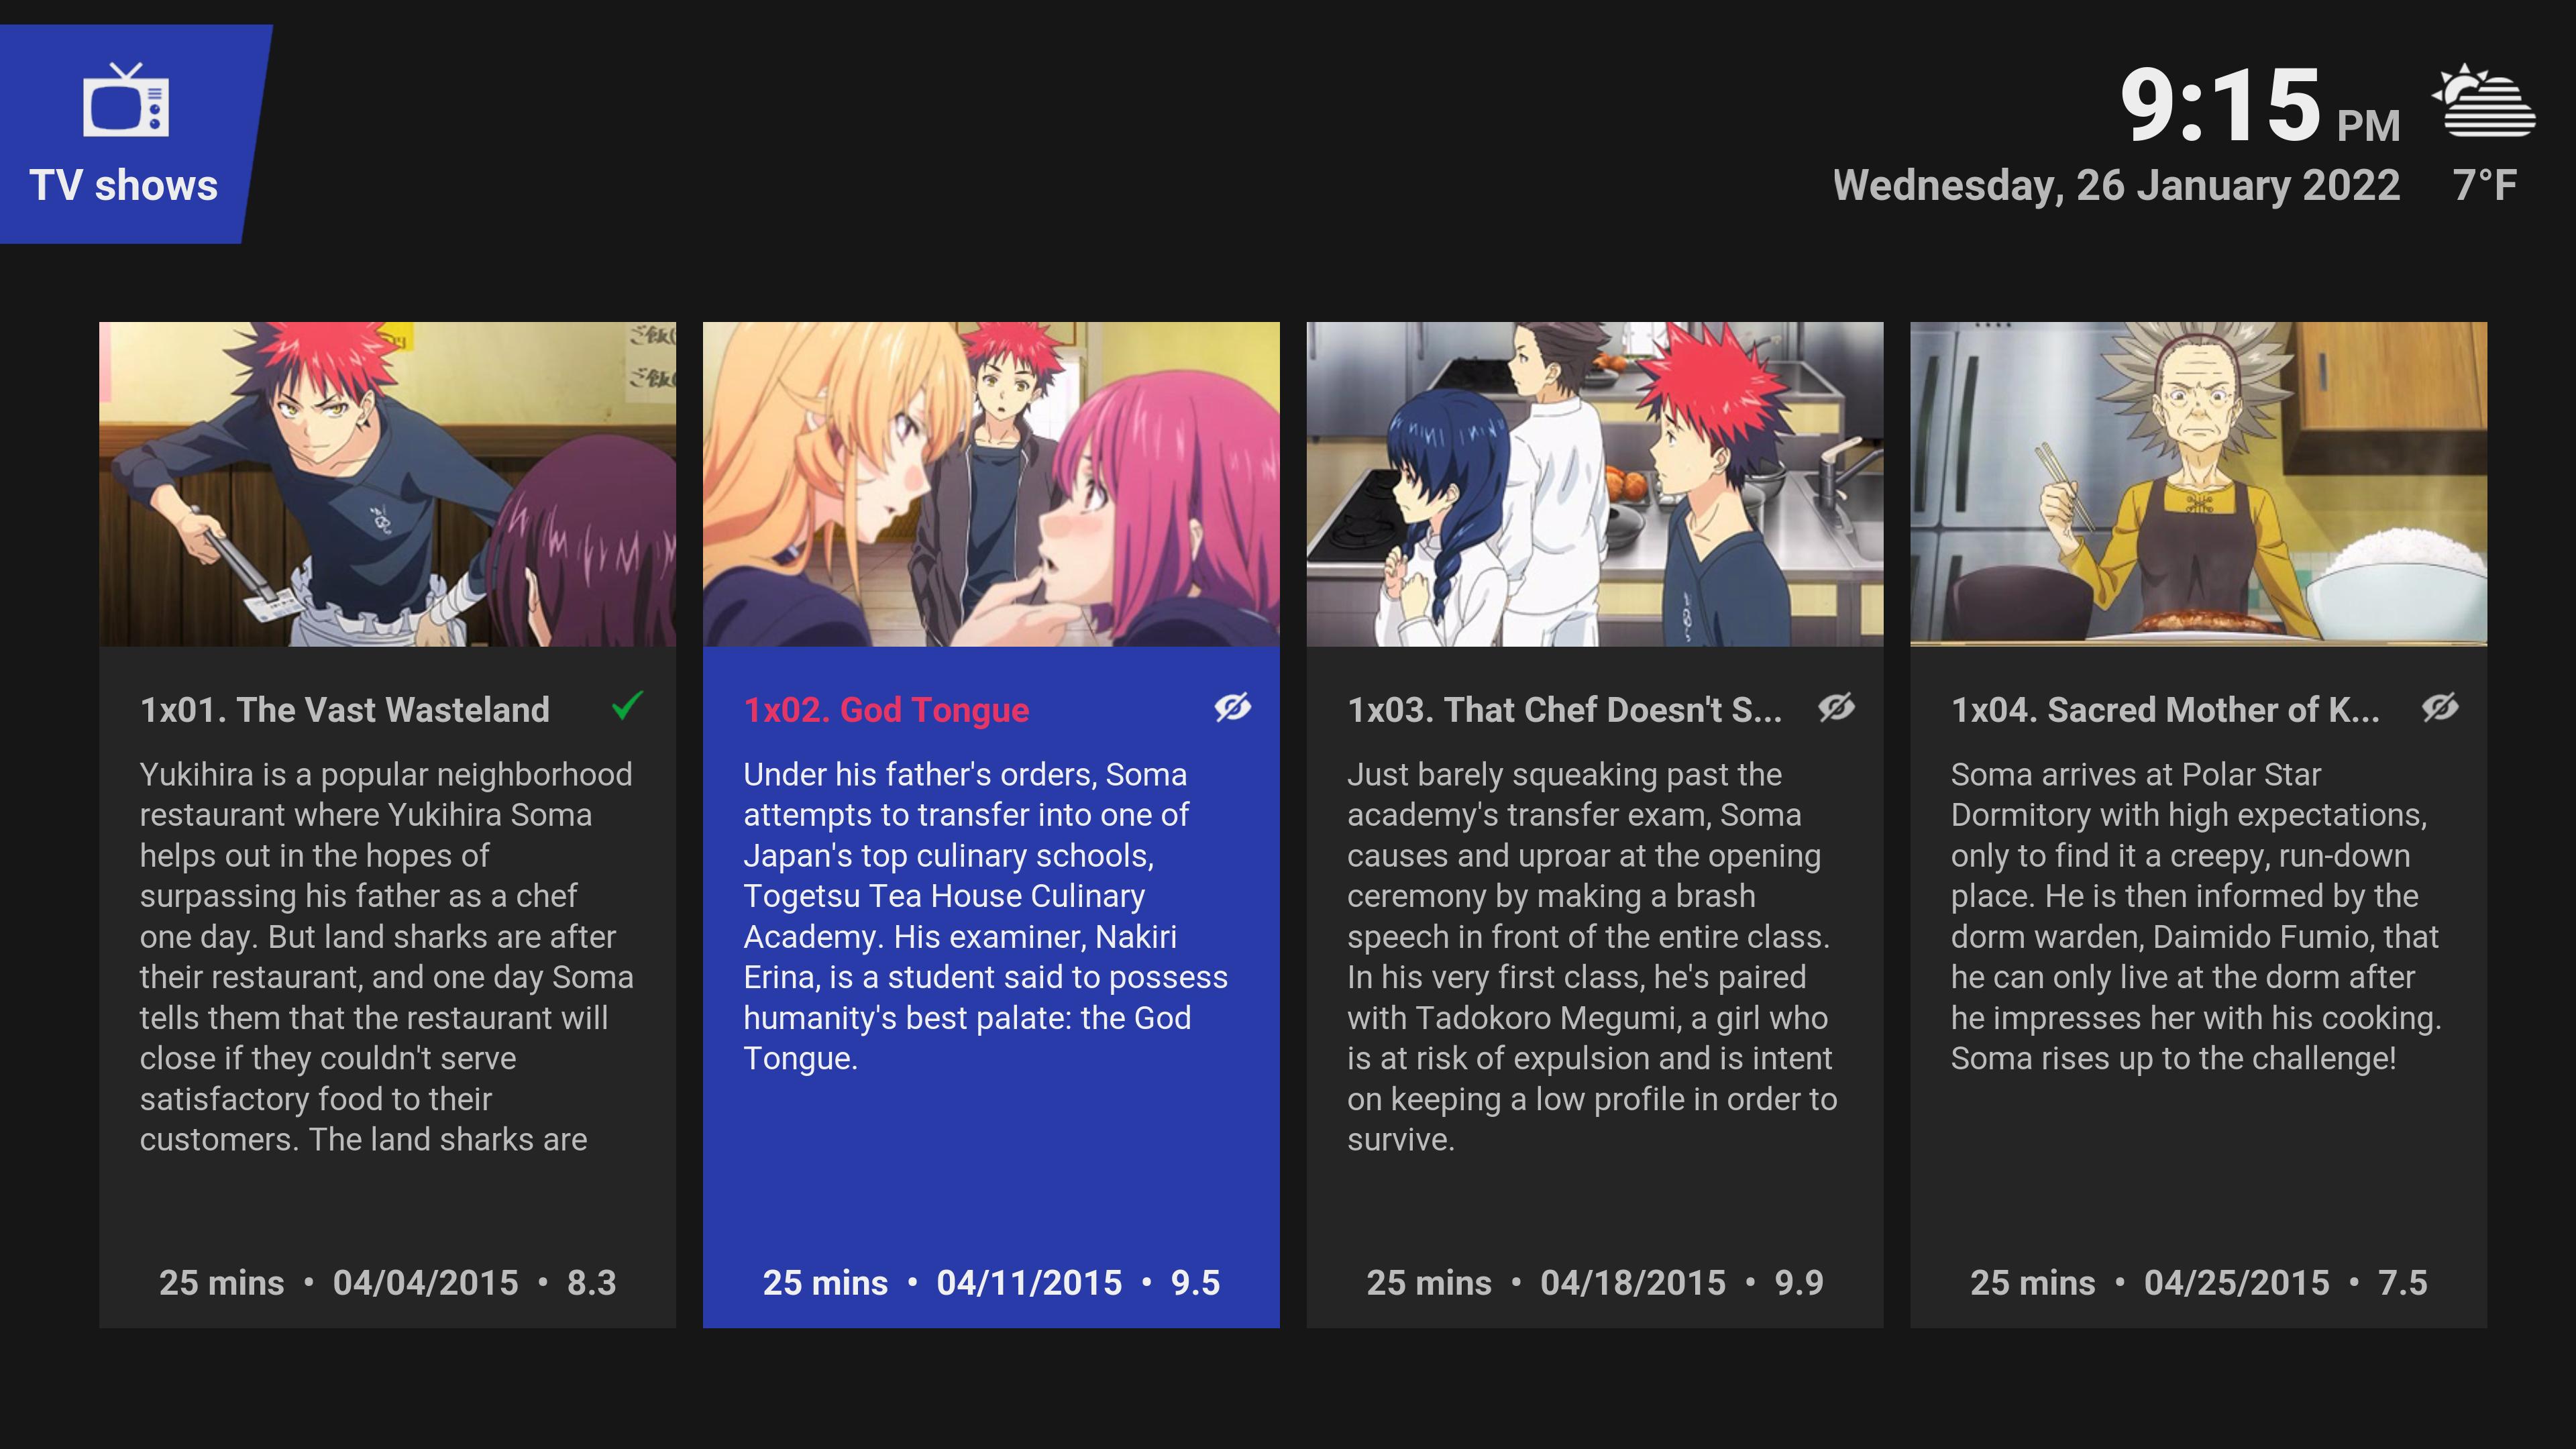 TV shows
9:15 PM
Wednesday, 26 January 2022
7°F
ご飯(
ご飯(
1x01. The Vast Wasteland
Yukihira is a popular neighborhood
restaurant where Yukihira Soma
helps out in the hopes of
surpassing his father as a chef
one day. But land sharks are after
their restaurant, and one day Soma
tells them that the restaurant will
close if they couldn't serve
satisfactory food to their
customers. The land sharks are
25 mins • 04/04/2015 • 8.3
1x02. God Tongue
Under his father's orders, Soma
attempts to transfer into one of
Japan's top culinary schools,
Togetsu Tea House Culinary
Academy. His examiner, Nakiri
Erina, is a student said to possess
humanity's best palate: the God
Tongue.
25 mins • 04/11/2015 • 9.5
1x03. That Chef Doesn't S...
Just barely squeaking past the
academy's transfer exam, Soma
causes and uproar at the opening
ceremony by making a brash
speech in front of the entire class.
In his very first class, he's paired
with Tadokoro Megumi, a girl who
is at risk of expulsion and is intent
on keeping a low profile in order to
survive.
25 mins • 04/18/2015 • 9.9
1x04. Sacred Mother of K...
Soma arrives at Polar Star
Dormitory with high expectations,
only to find it a creepy, run-down
place. He is then informed by the
dorm warden, Daimido Fumio, that
he can only live at the dorm after
he impresses her with his cooking.
Soma rises up to the challenge!
25 mins • 04/25/2015 • 7.5